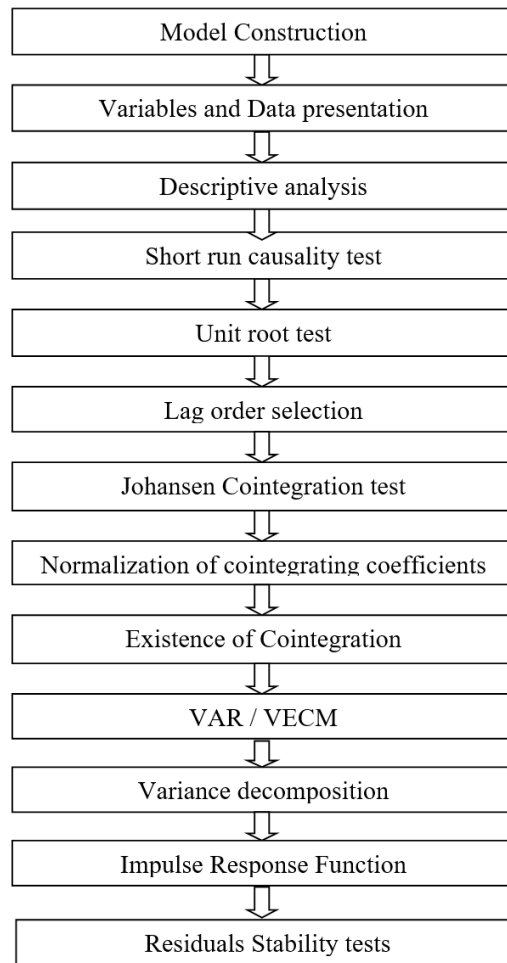 Model Construction
Variables and Data presentation
Descriptive analysis
Short run causality test
Unit root test
Lag order selection
Johansen Cointegration test
Normalization of cointegrating coefficients
Existence of Cointegration
VAR / VECM
Variance decomposition
Impulse Response Function
Residuals Stability tests